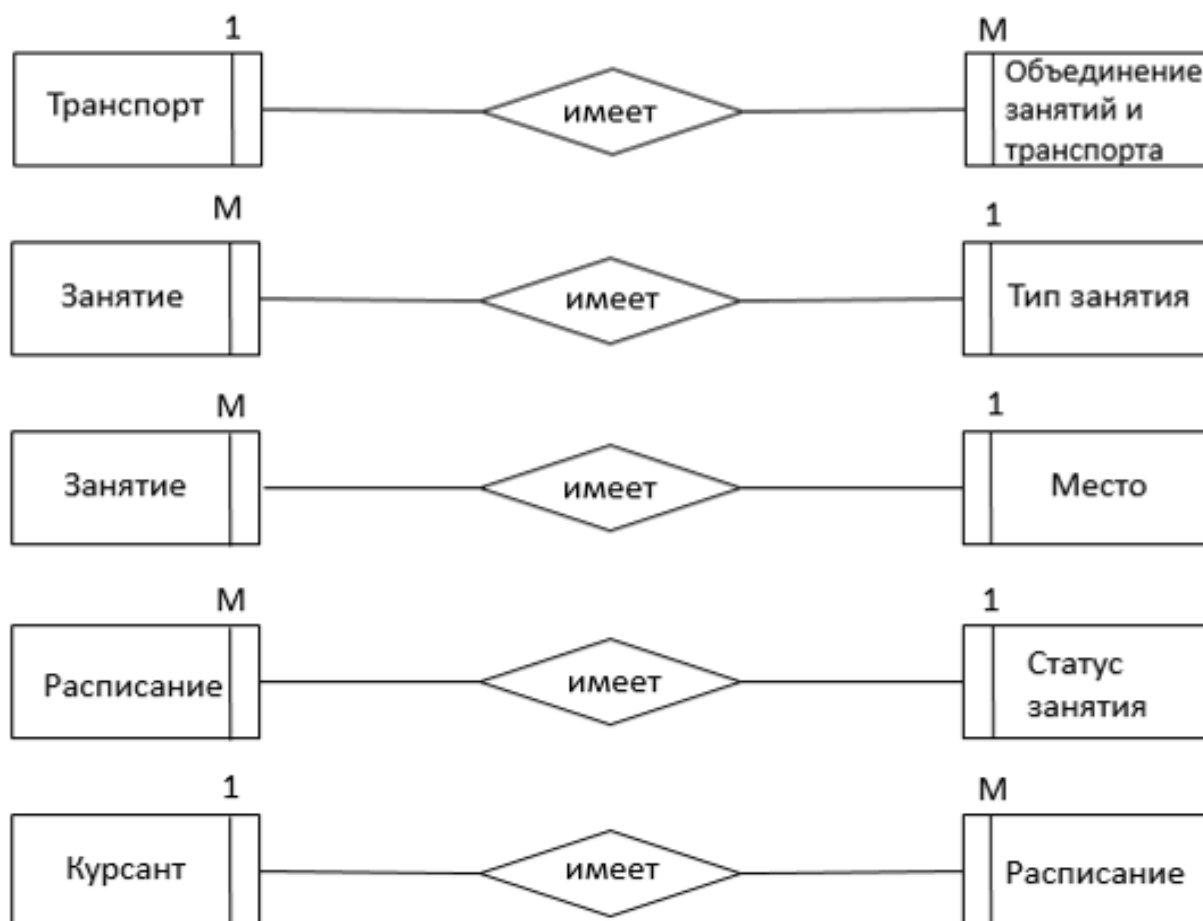 1 М
Транспорт имеет Объединение
занятий и
транспорта
М 1
Занятие имеет Тип занятия
М 1
Занятие имеет Место
М 1
Расписание имеет Статус
занятия
1 М
Курсант имеет Расписание